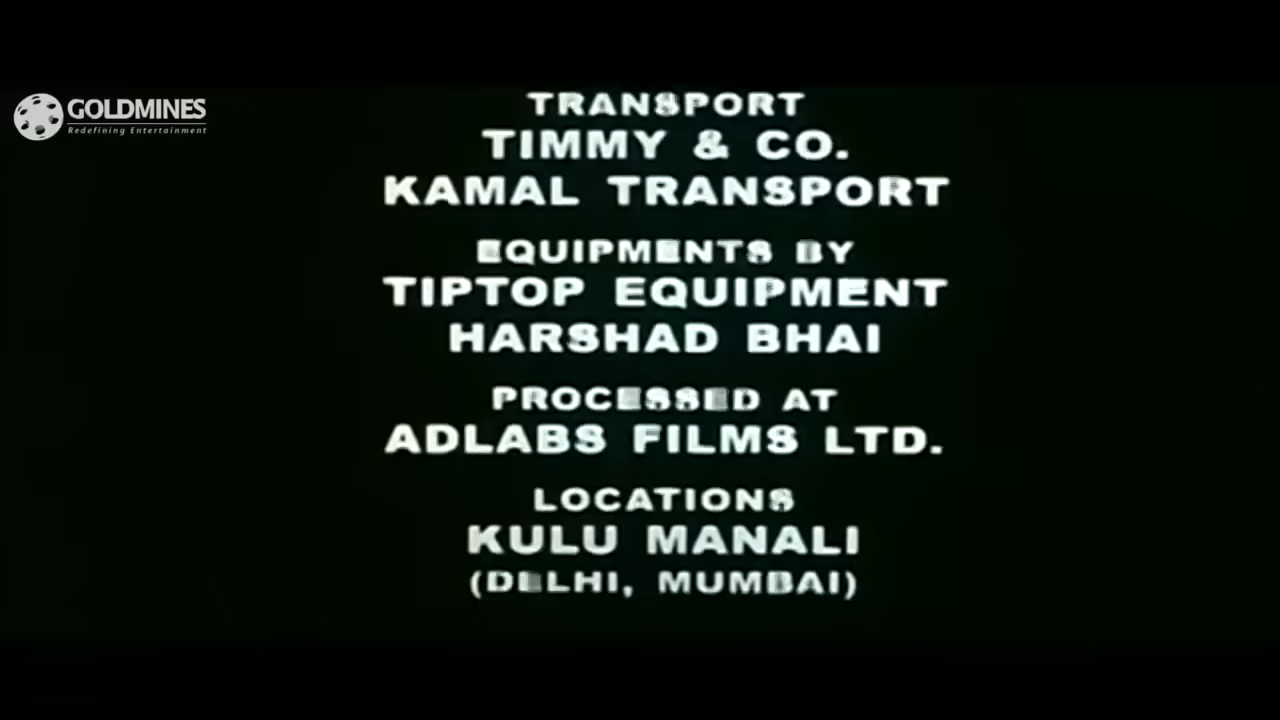 GOLDMINES
Redefining Entertainment
TRANSPORT
TIMMY & CO.
KAMAL TRANSPORT
EQUIPMENTS BY
TIPTOP EQUIPMENT
HARSHAD BHAI
PROCESSED AT
ADLABS FILMS LTD.
LOCATIONS
KULU MANALI
(DELHI, MUMBAI)